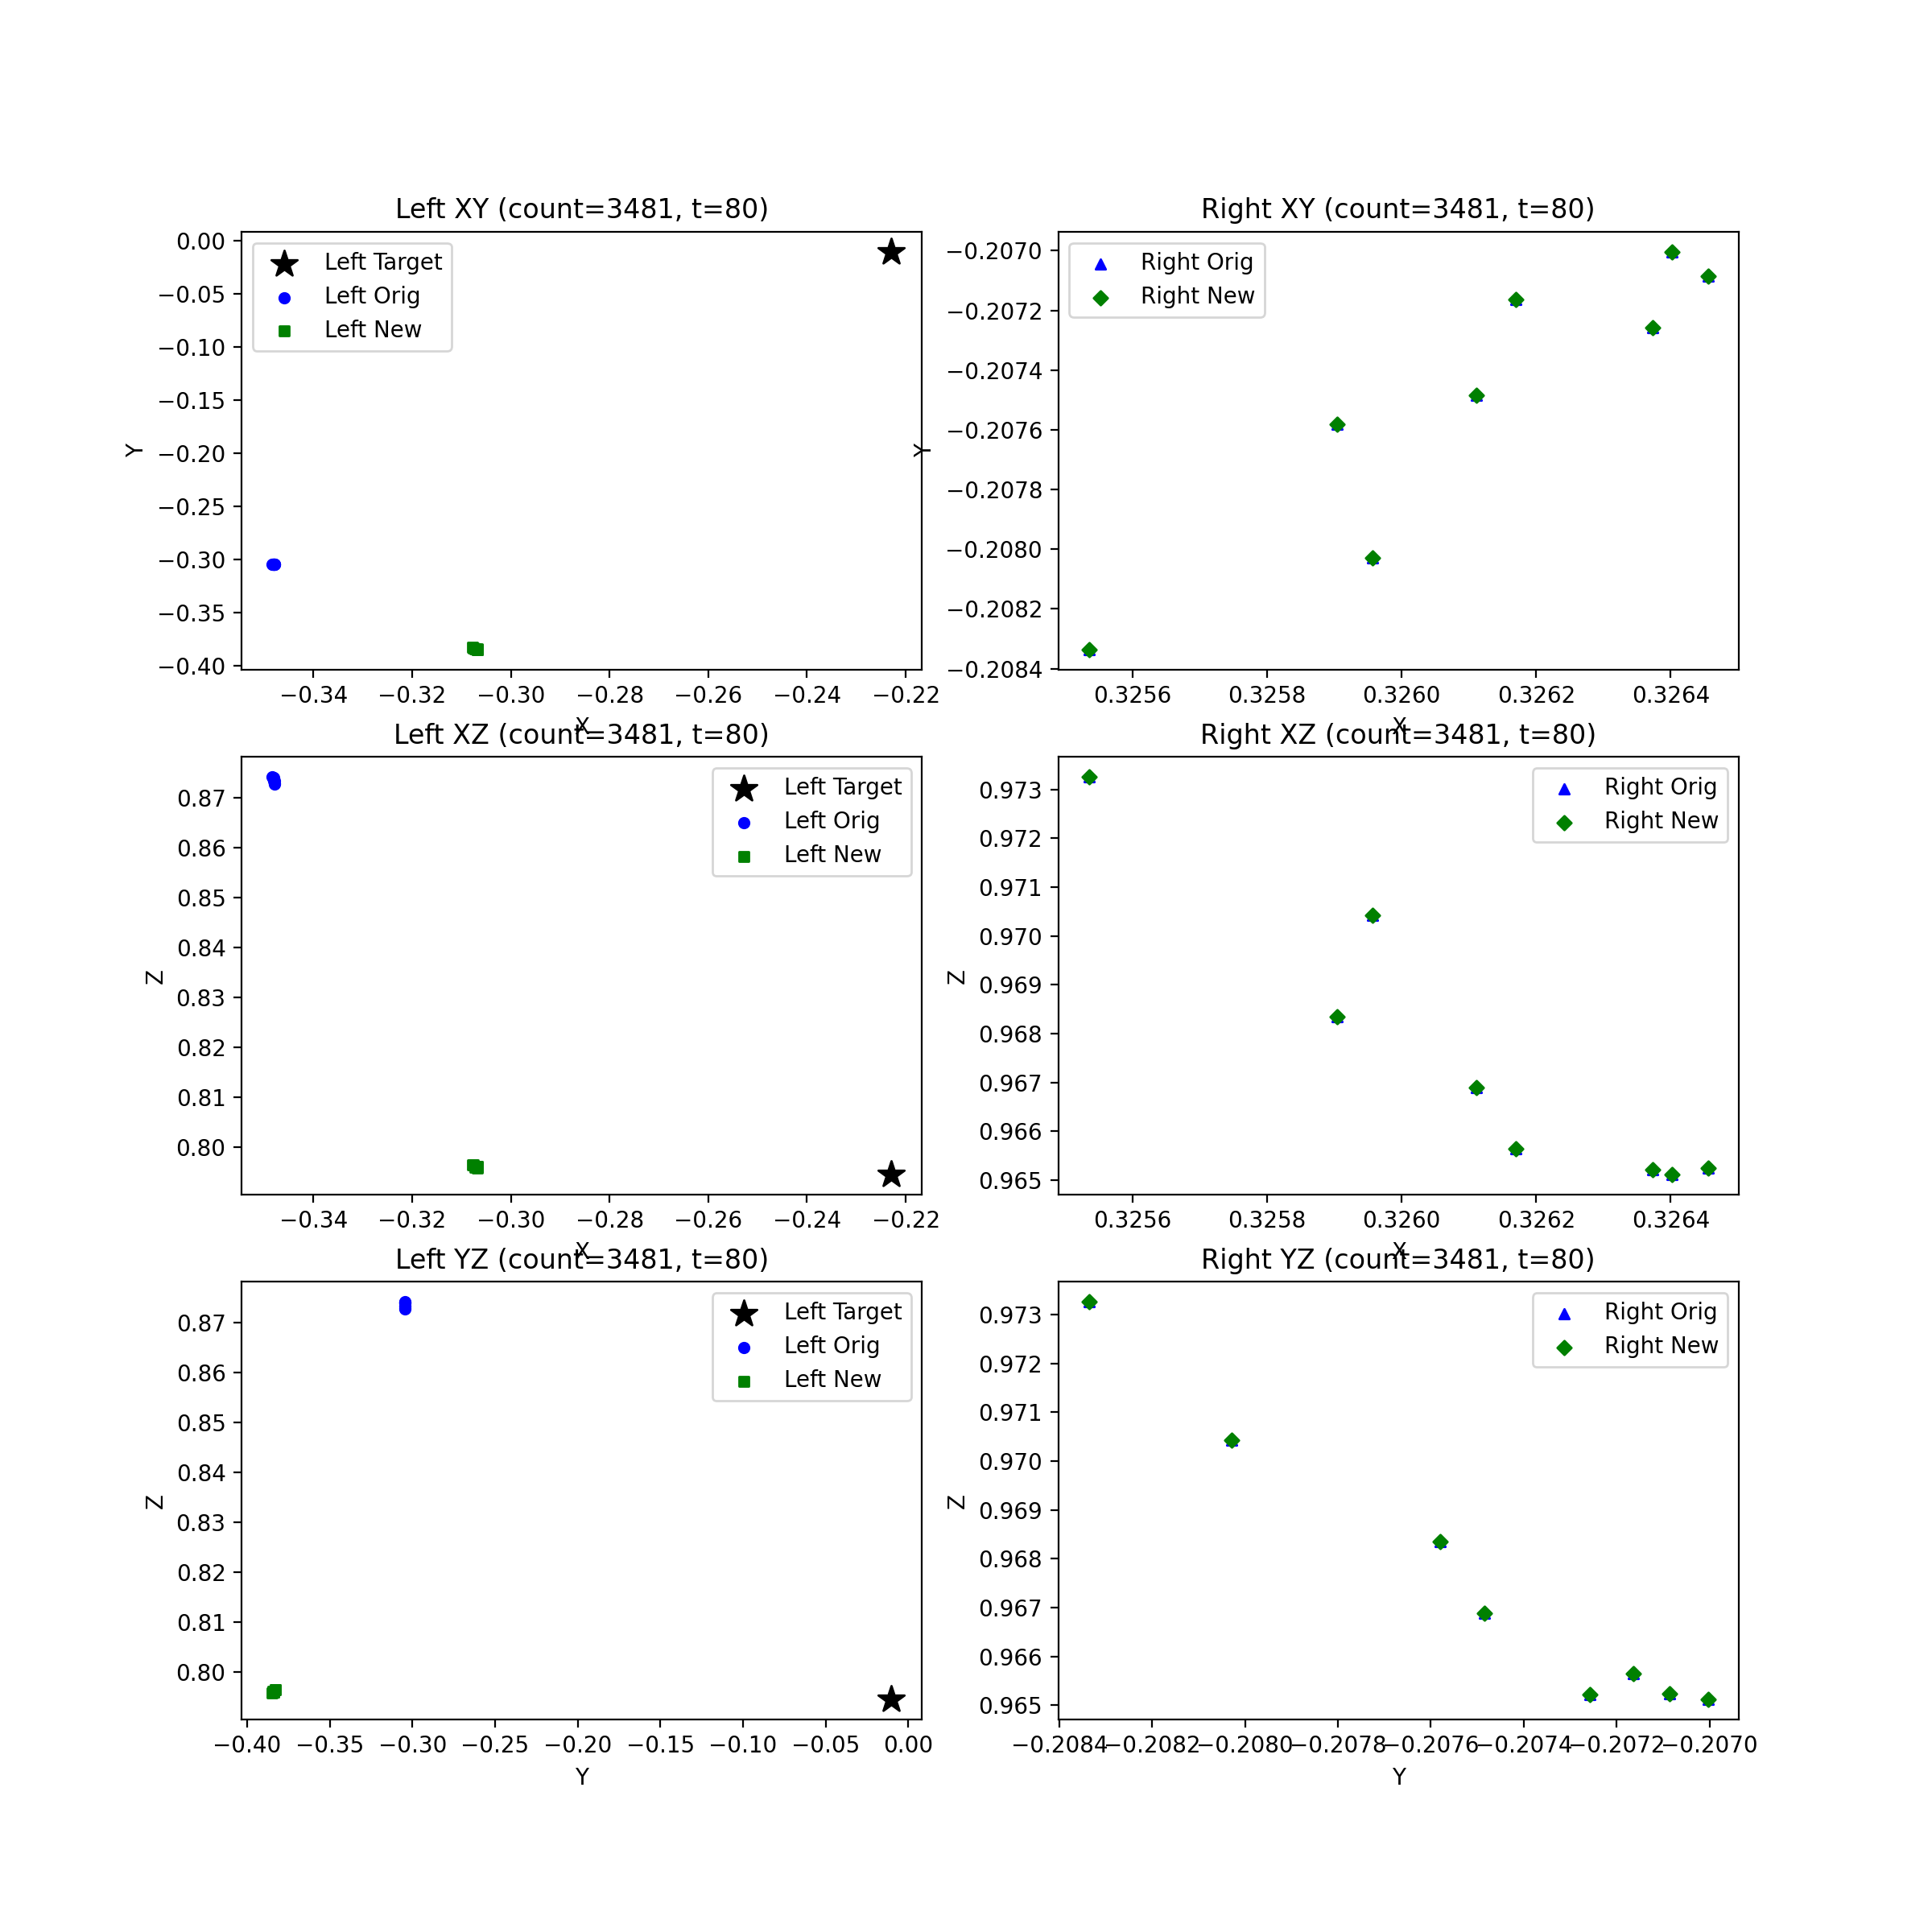 Left XY (count=3481, t=80)
Left Target
Left Orig
Left New
0.00
−0.05
−0.10
−0.15
−0.20
−0.25
−0.30
−0.35
−0.40
Y
−0.34 −0.32 −0.30 −0.28 −0.26 −0.24 −0.22
X
Right XY (count=3481, t=80)
Right Orig
Right New
−0.2070
−0.2072
−0.2074
−0.2076
−0.2078
−0.2080
−0.2082
−0.2084
Y
0.3256 0.3258 0.3260 0.3262 0.3264
X
Left XZ (count=3481, t=80)
Left Target
Left Orig
Left New
0.87
0.86
0.85
0.84
0.83
0.82
0.81
0.80
Z
−0.34 −0.32 −0.30 −0.28 −0.26 −0.24 −0.22
X
Right XZ (count=3481, t=80)
Right Orig
Right New
0.973
0.972
0.971
0.970
0.969
0.968
0.967
0.966
0.965
Z
0.3256 0.3258 0.3260 0.3262 0.3264
X
Left YZ (count=3481, t=80)
Left Target
Left Orig
Left New
0.87
0.86
0.85
0.84
0.83
0.82
0.81
0.80
Z
−0.40 −0.35 −0.30 −0.25 −0.20 −0.15 −0.10 −0.05 0.00
Y
Right YZ (count=3481, t=80)
Right Orig
Right New
0.973
0.972
0.971
0.970
0.969
0.968
0.967
0.966
0.965
Z
−0.2084 −0.2082 −0.2080 −0.2078 −0.2076 −0.2074 −0.2072 −0.2070
Y